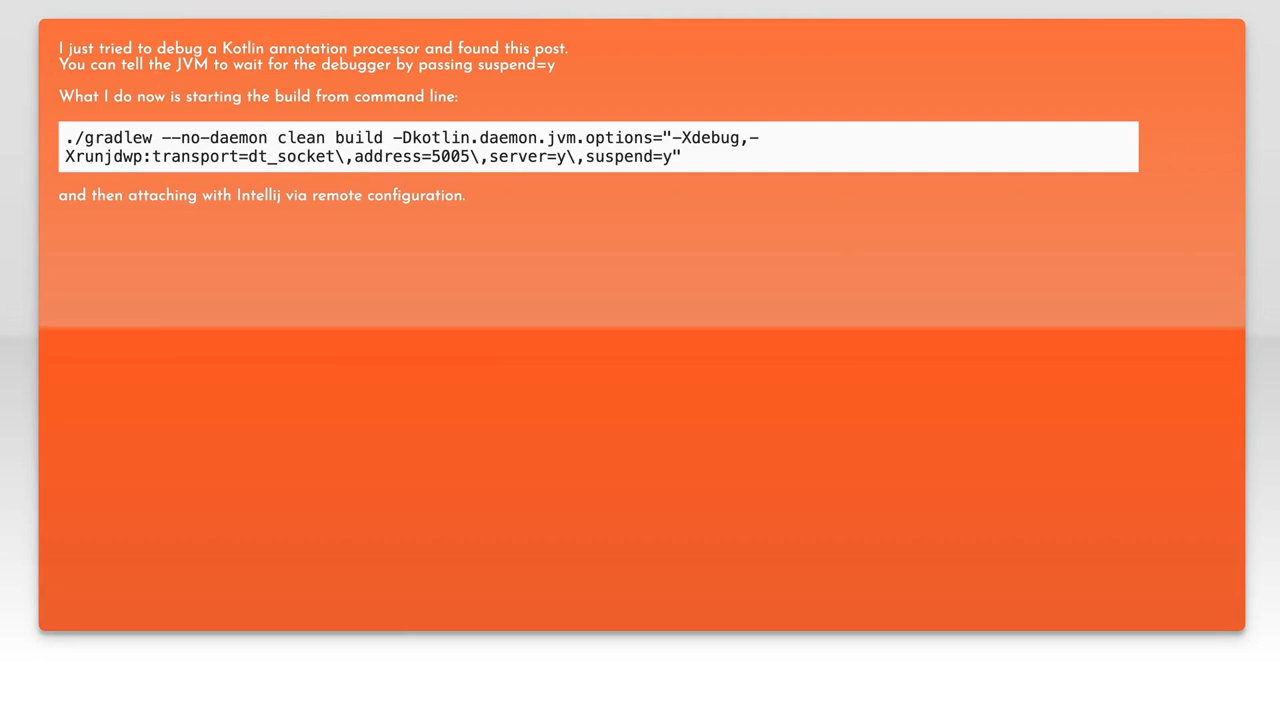 I just tried to debug a Kotlin annotation processor and found this post.
You can tell the JVM to wait for the debugger by passing suspend=y
What I do now is starting the build from command line:
./gradlew --no-daemon clean build -Dkotlin.daemon.jvm.options="-Xdebug,-
Xrunjdwp:transport=dt_socket\,address=5005\,server=y\,suspend=y"
and then attaching with Intellij via remote configuration.